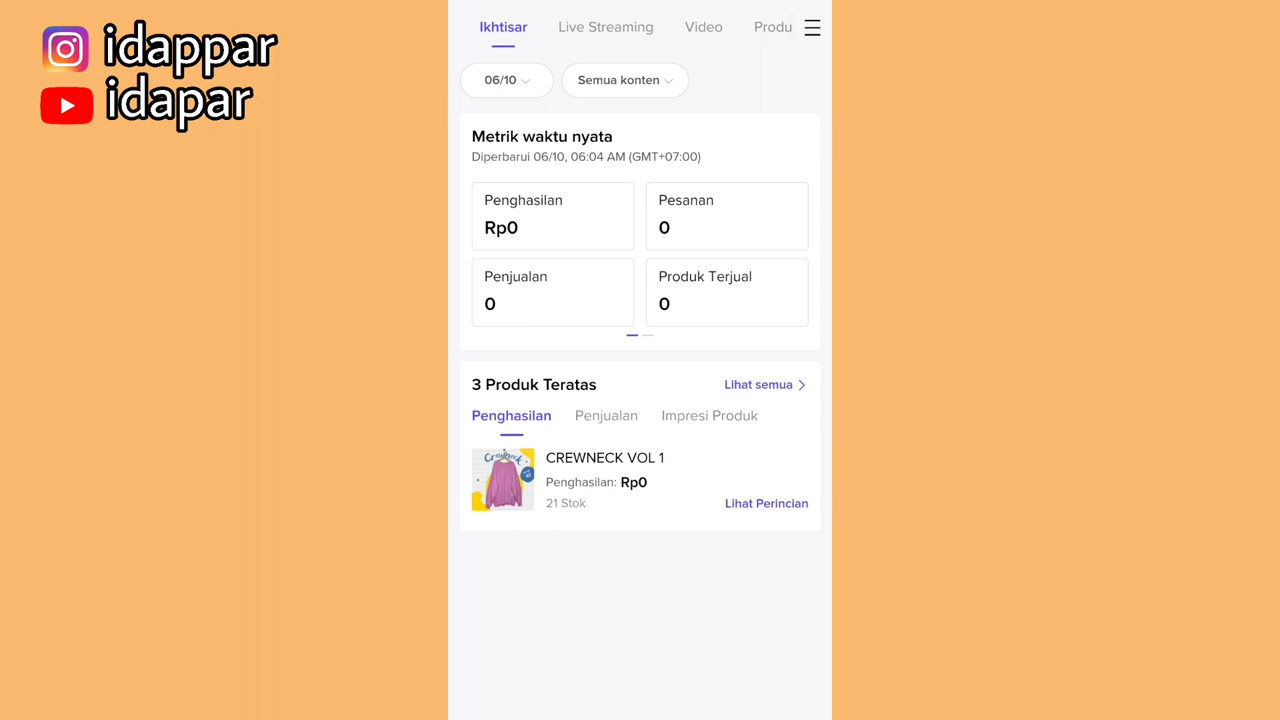 idappar
idapar
Ikhtisar Live Streaming Video Produ
06/10 Semua konten
Metrik waktu nyata
Diperbarui 06/10, 06:04 AM (GMT+07:00)
Penghasilan Pesanan
Rp0 0
Penjualan Produk Terjual
0 0
3 Produk Teratas Lihat semua
Penghasilan Penjualan Impresi Produk
Crewneck
CREWNECK VOL 1
Penghasilan: Rp0
21 Stok Lihat Perincian